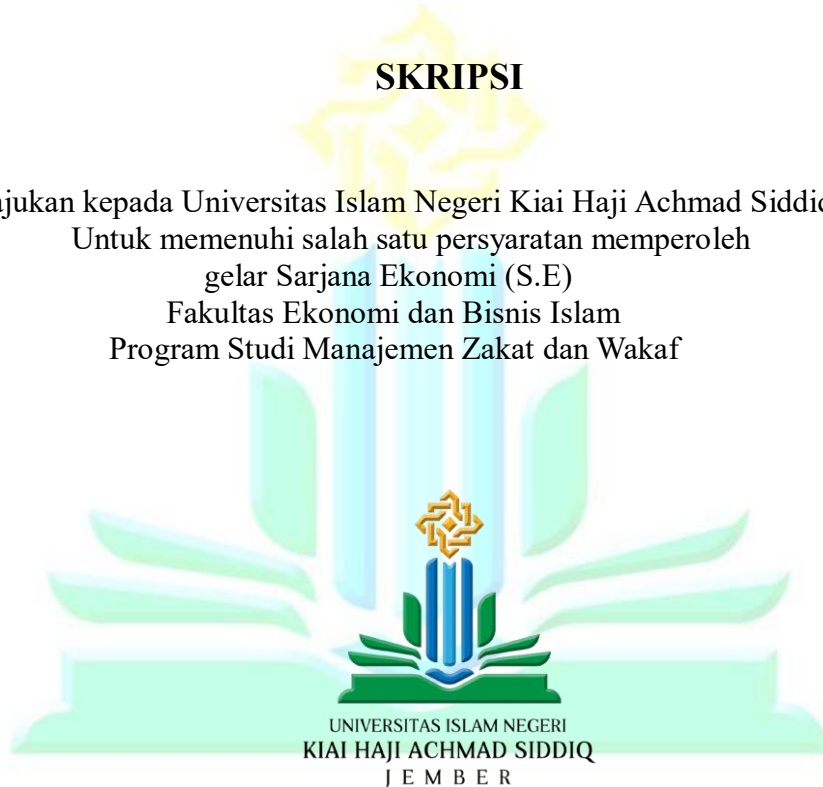 SKRIPSI
ajukan kepada Universitas Islam Negeri Kiai Haji Achmad Siddiq
Untuk memenuhi salah satu persyaratan memperoleh
gelar Sarjana Ekonomi (S.E)
Fakultas Ekonomi dan Bisnis Islam
Program Studi Manajemen Zakat dan Wakaf
UNIVERSITAS ISLAM NEGERI
KIAI HAJI ACHMAD SIDDIQ
JEMBER